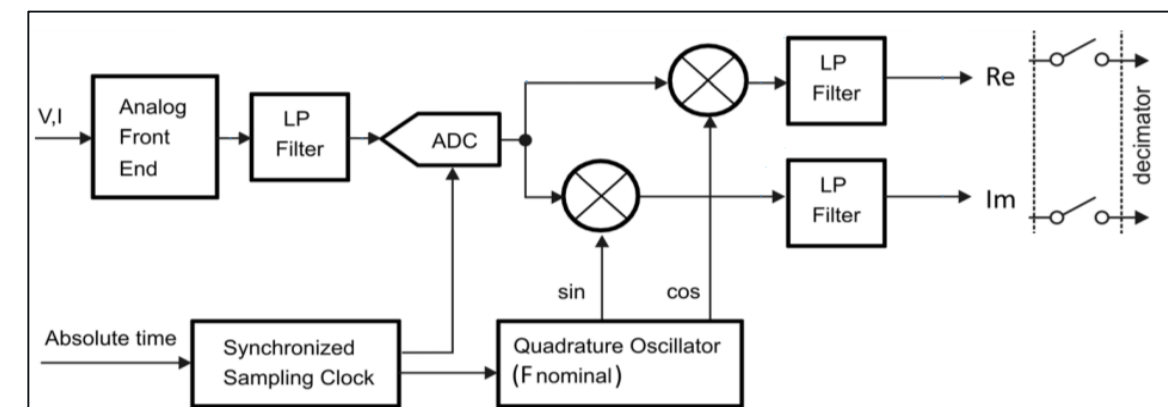 V,I
Analog
Front
End
LP
Filter
ADC
LP
Filter
Re
LP
Filter
Im
decimator
sin
cos
Absolute time
Synchronized
Sampling Clock
Quadrature Oscillator
(Fnominal)